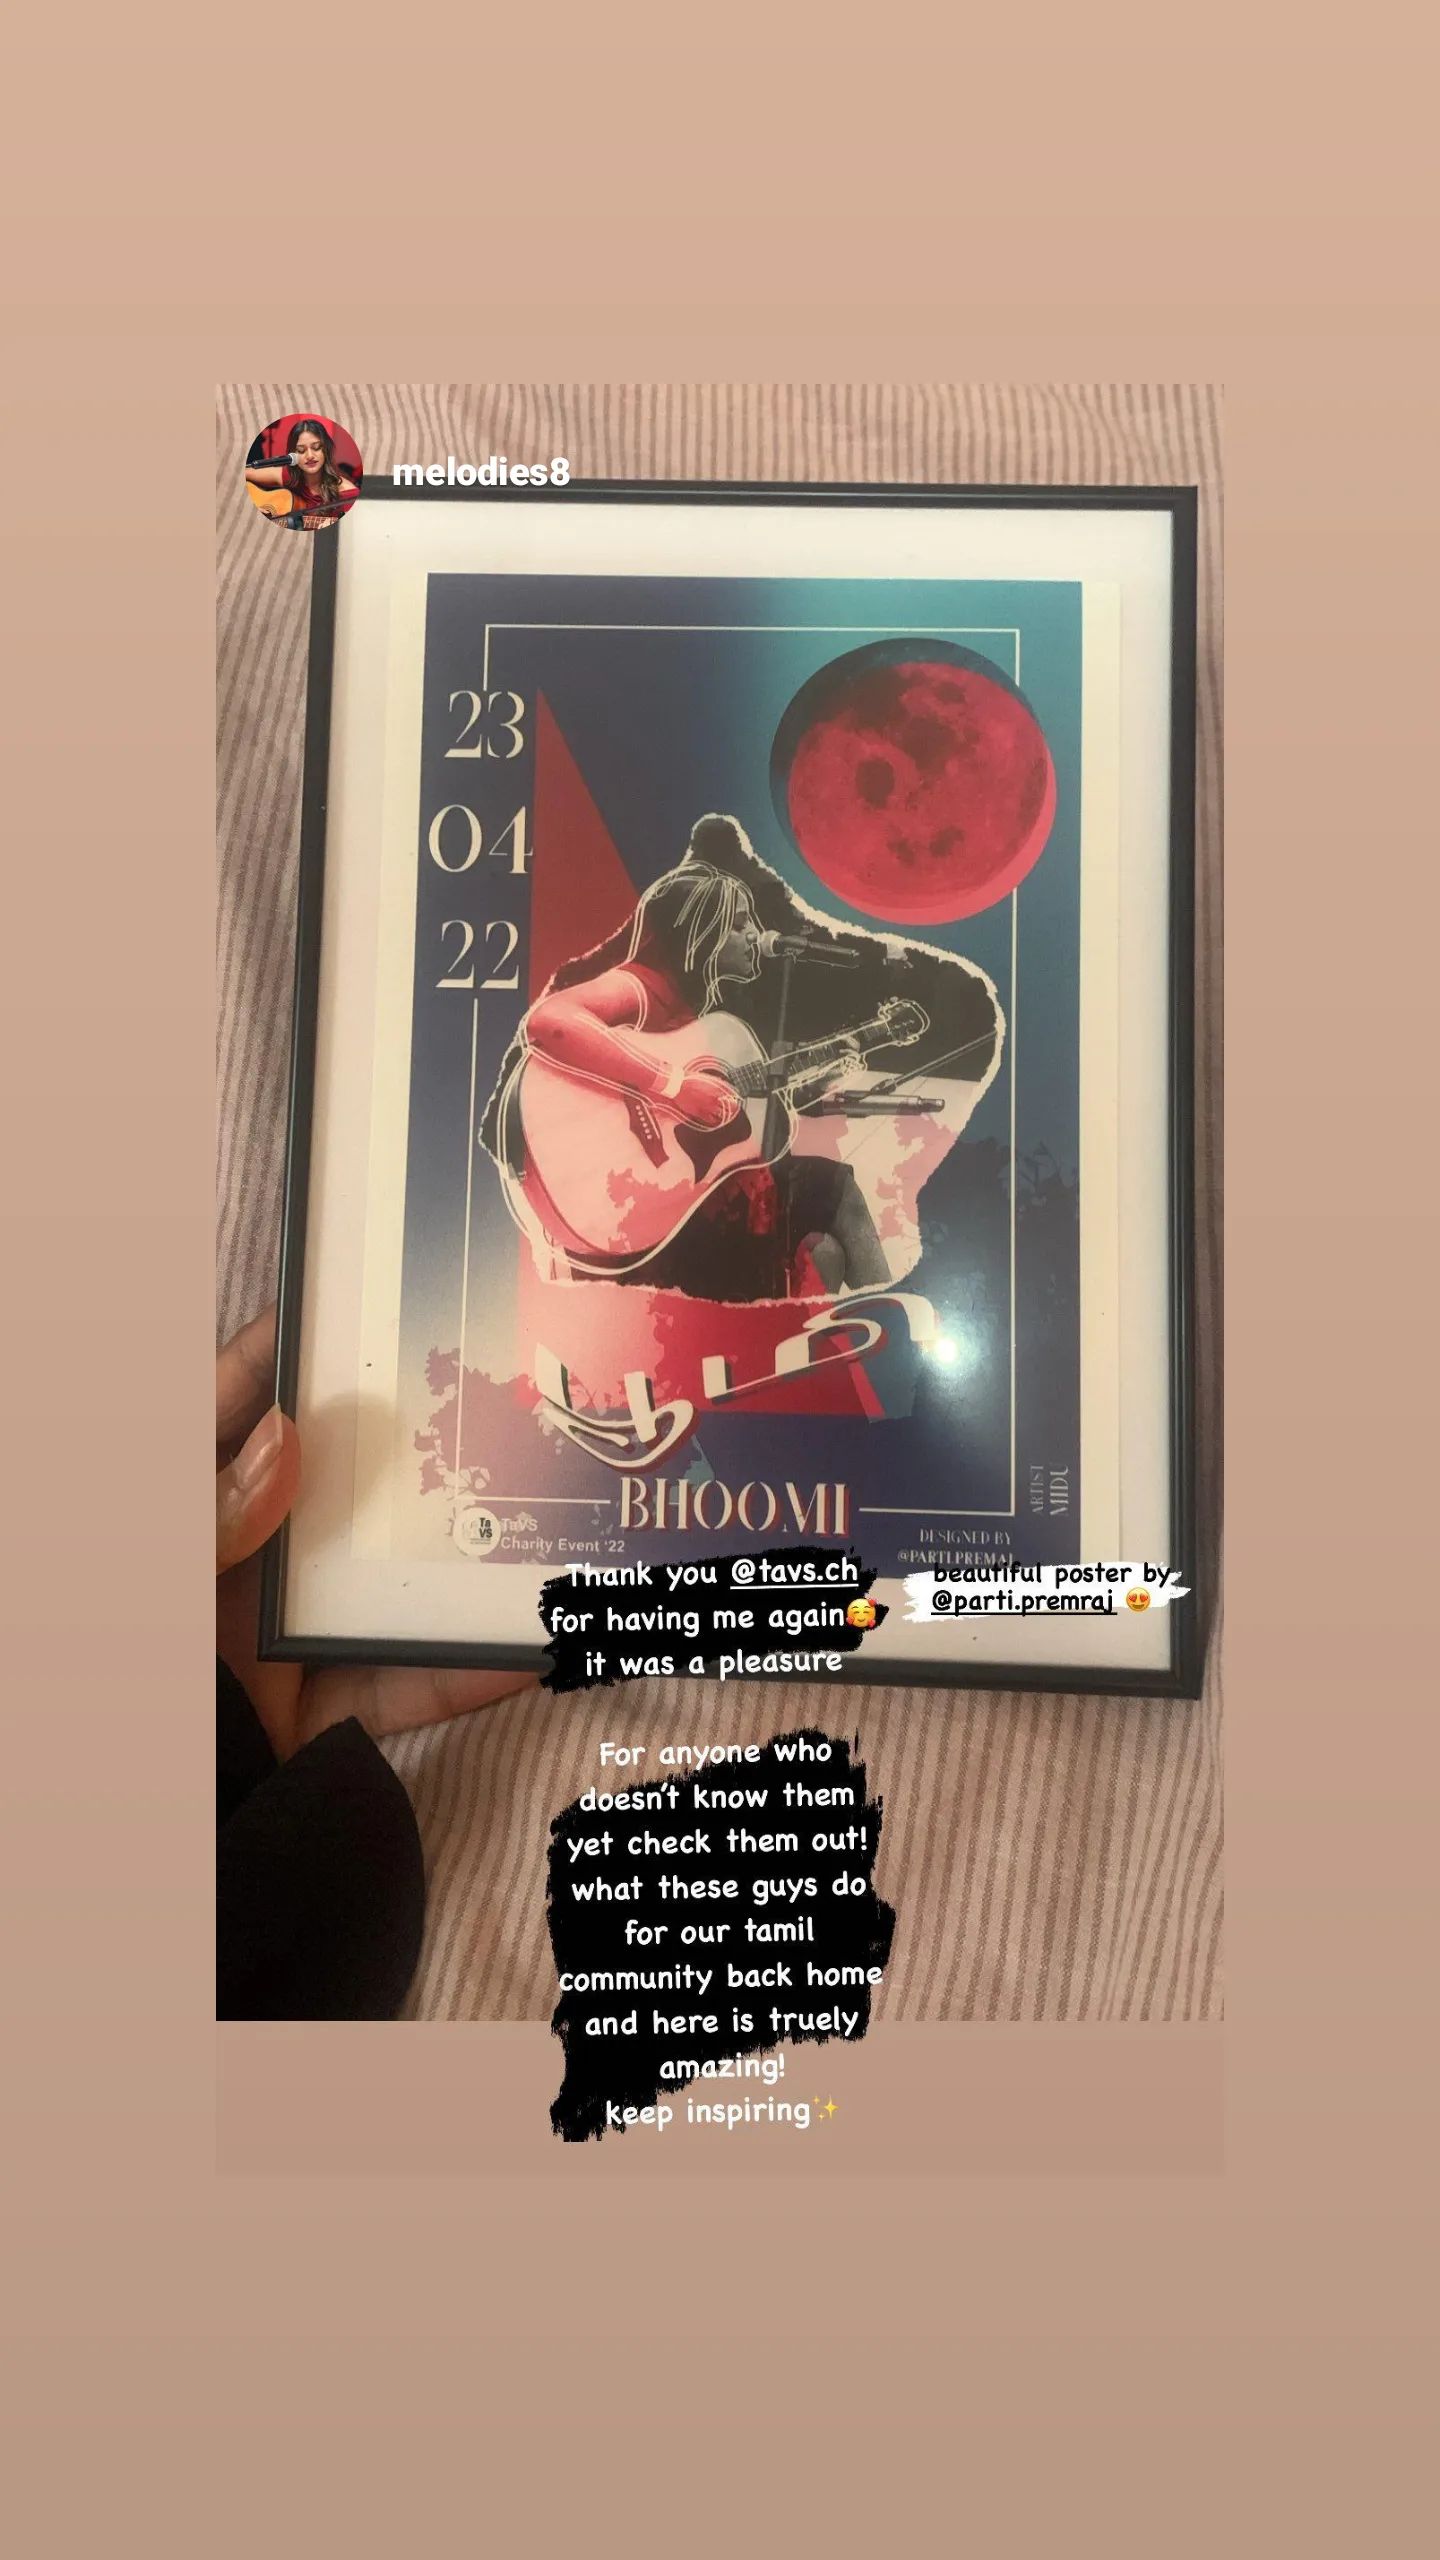 melodies8
23
04
22
பூமி
BHOOMI
ARTIST
MIDU
Ta
VS
TaVS
Charity Event '22
DESIGNED BY
Thank you @tavs.ch
for having me again🥰
it was a pleasure
beautiful poster by
@parti.premraj 😍
For anyone who
doesn't know them
yet check them out!
what these guys do
for our tamil
community back home
and here is truely
amazing!
keep inspiring✨